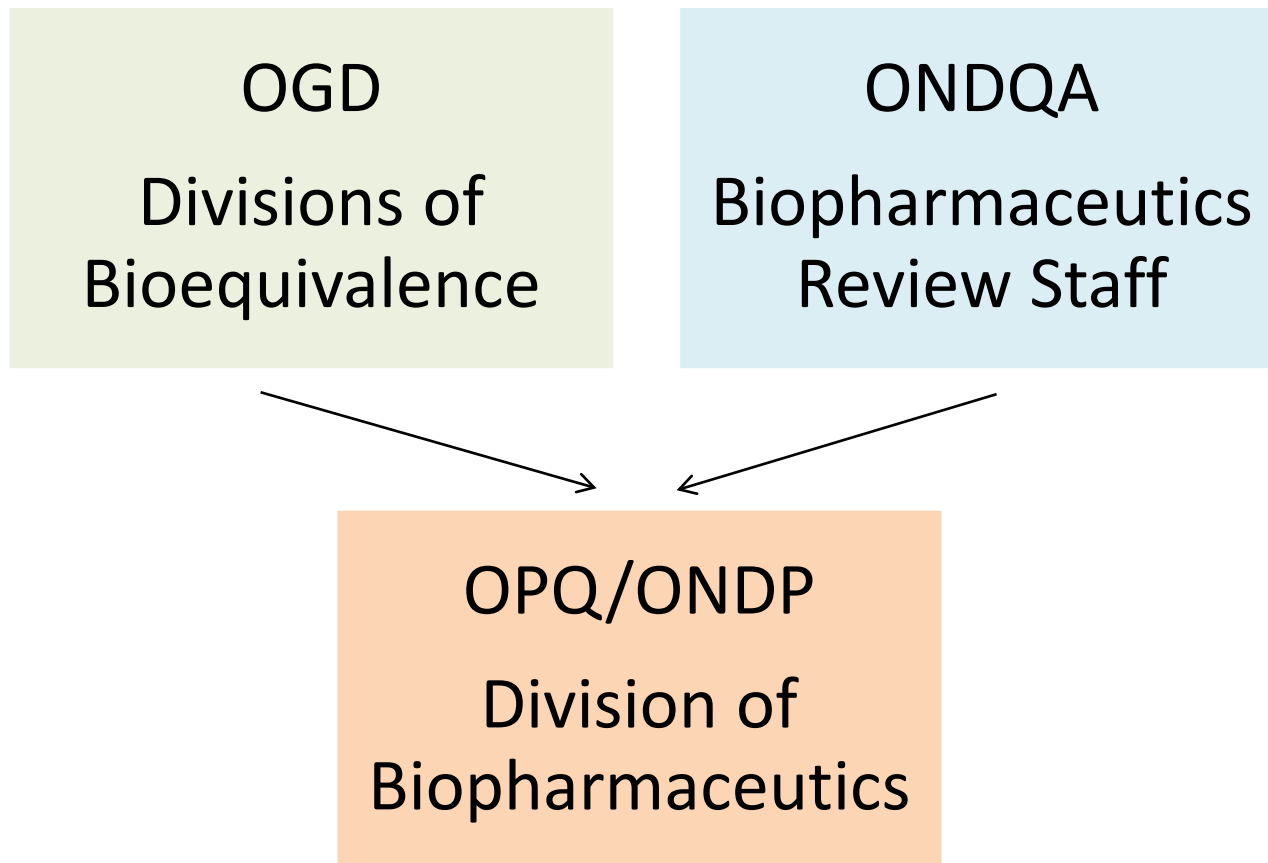 OGD
Divisions of
Bioequivalence
ONDQA
Biopharmaceutics
Review Staff
OPQ/ONDP
Division of
Biopharmaceutics